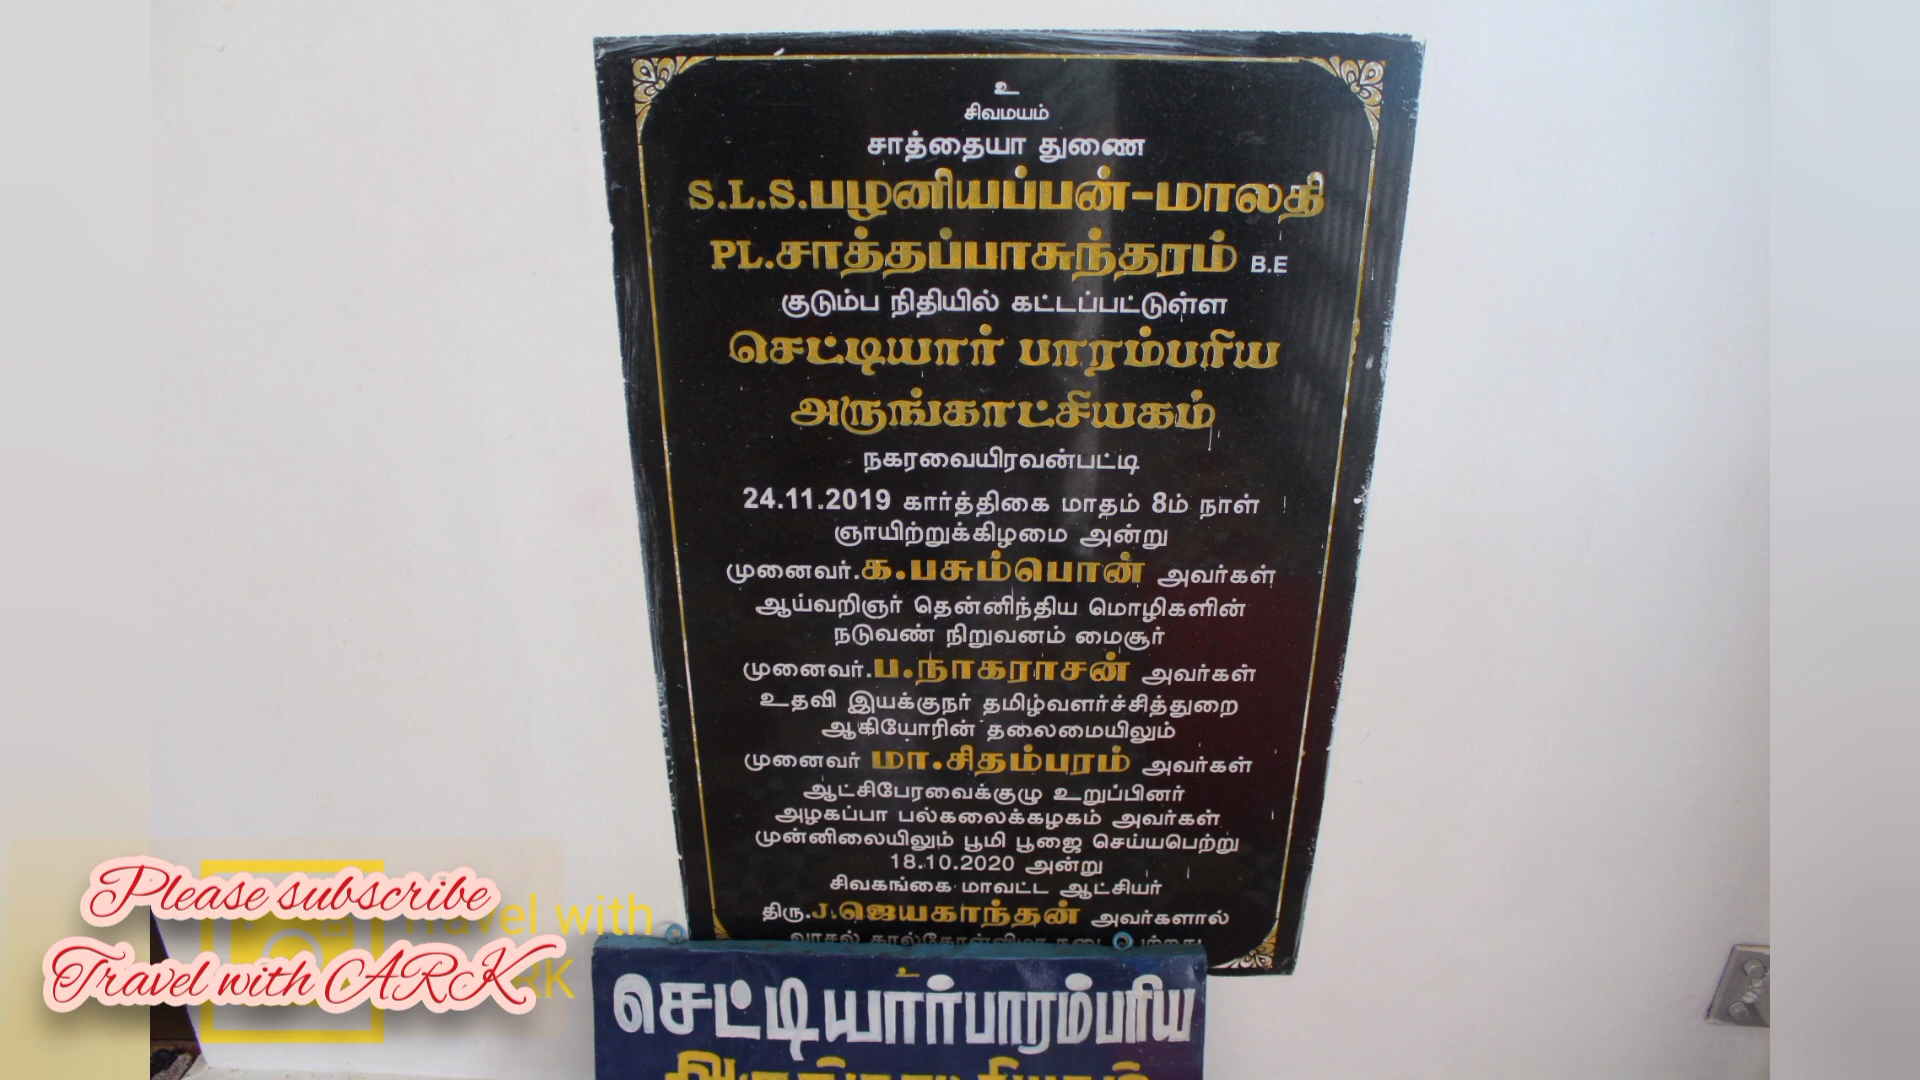 உ
சிவமயம்
சாத்தையா துணை
S.L.S.பழனியப்பன்-மாலதி
PL.சாத்தப்பாசுந்தரம் B.E
குடும்ப நிதியில் கட்டப்பட்டுள்ள
செட்டியார் பாரம்பரிய
அருங்காட்சியகம்
நகரவையிரவன்பட்டி
24.11.2019 கார்த்திகை மாதம் 8ம் நாள்
ஞாயிற்றுக்கிழமை அன்று
முனைவர்.க.பசும்பொன் அவர்கள்
ஆய்வறிஞர் தென்னிந்திய மொழிகளின்
நடுவண் நிறுவனம் மைசூர்
முனைவர்.ப.நாகராசன் அவர்கள்
உதவி இயக்குநர் தமிழ்வளர்ச்சித்துறை
ஆகியோரின் தலைமையிலும்
முனைவர் மா.சிதம்பரம் அவர்கள்
ஆட்சிபேரவைக்குழு உறுப்பினர்
அழகப்பா பல்கலைக்கழகம் அவர்கள்
முன்னிலையிலும் பூமி பூஜை செய்யபெற்று
18.10.2020 அன்று
சிவகங்கை மாவட்ட ஆட்சியர்
திரு.J.ஜெயகாந்தன் அவர்களால்
செட்டியார்பாரம்பரிய
Please subscribe
Travel with ARK